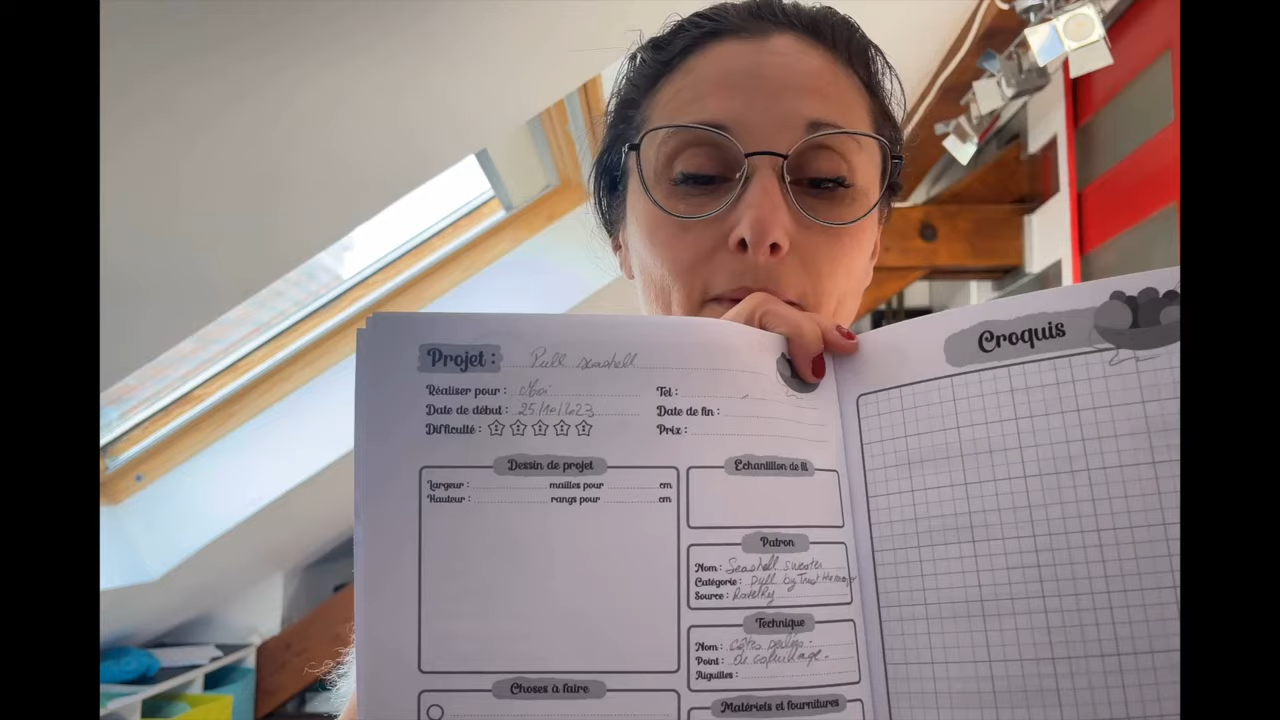 Projet : Pull seashell
Réaliser pour : Moi
Tel :
Date de début : 25/10/2023
Date de fin :
Difficulté :
Prix :
Dessin de projet
Largeur : mailles pour cm
Hauteur : rangs pour cm
Echantillon de fil
Patron
Nom : Seashell sweater
Catégorie : Pull by
Source : Ravelry
Technique
Nom : côtes
Point : de
Aiguilles :
Choses à faire
Matériels et fournitures
Croquis